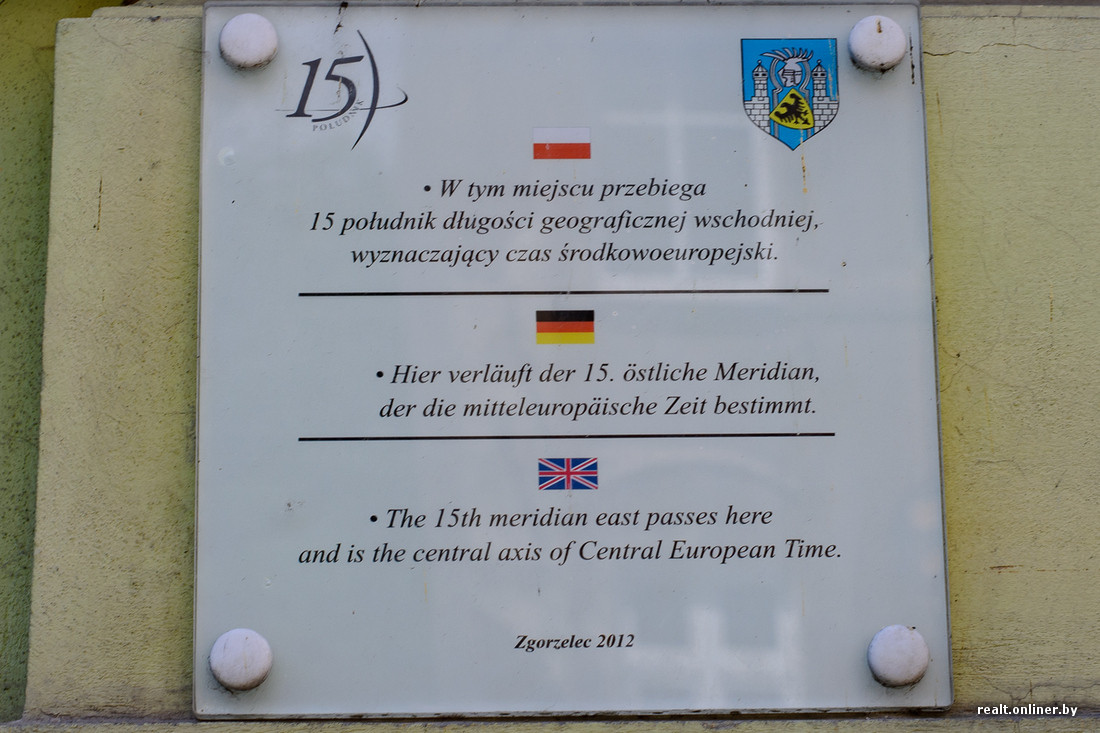 15
POŁUDNIK
• W tym miejscu przebiega
15 południk długości geograficznej wschodniej,
wyznaczający czas środkowoeuropejski.
• Hier verläuft der 15. östliche Meridian,
der die mitteleuropäische Zeit bestimmt.
• The 15th meridian east passes here
and is the central axis of Central European Time.
Zgorzelec 2012
realt.onliner.by